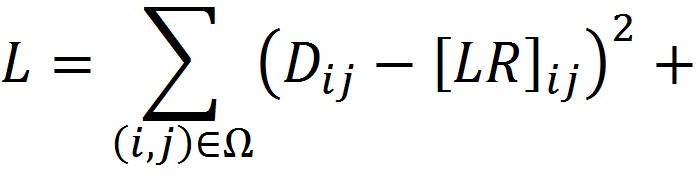 L = ∑_{(i,j)∈Ω} (D_{ij} − [LR]_{ij})^2 +